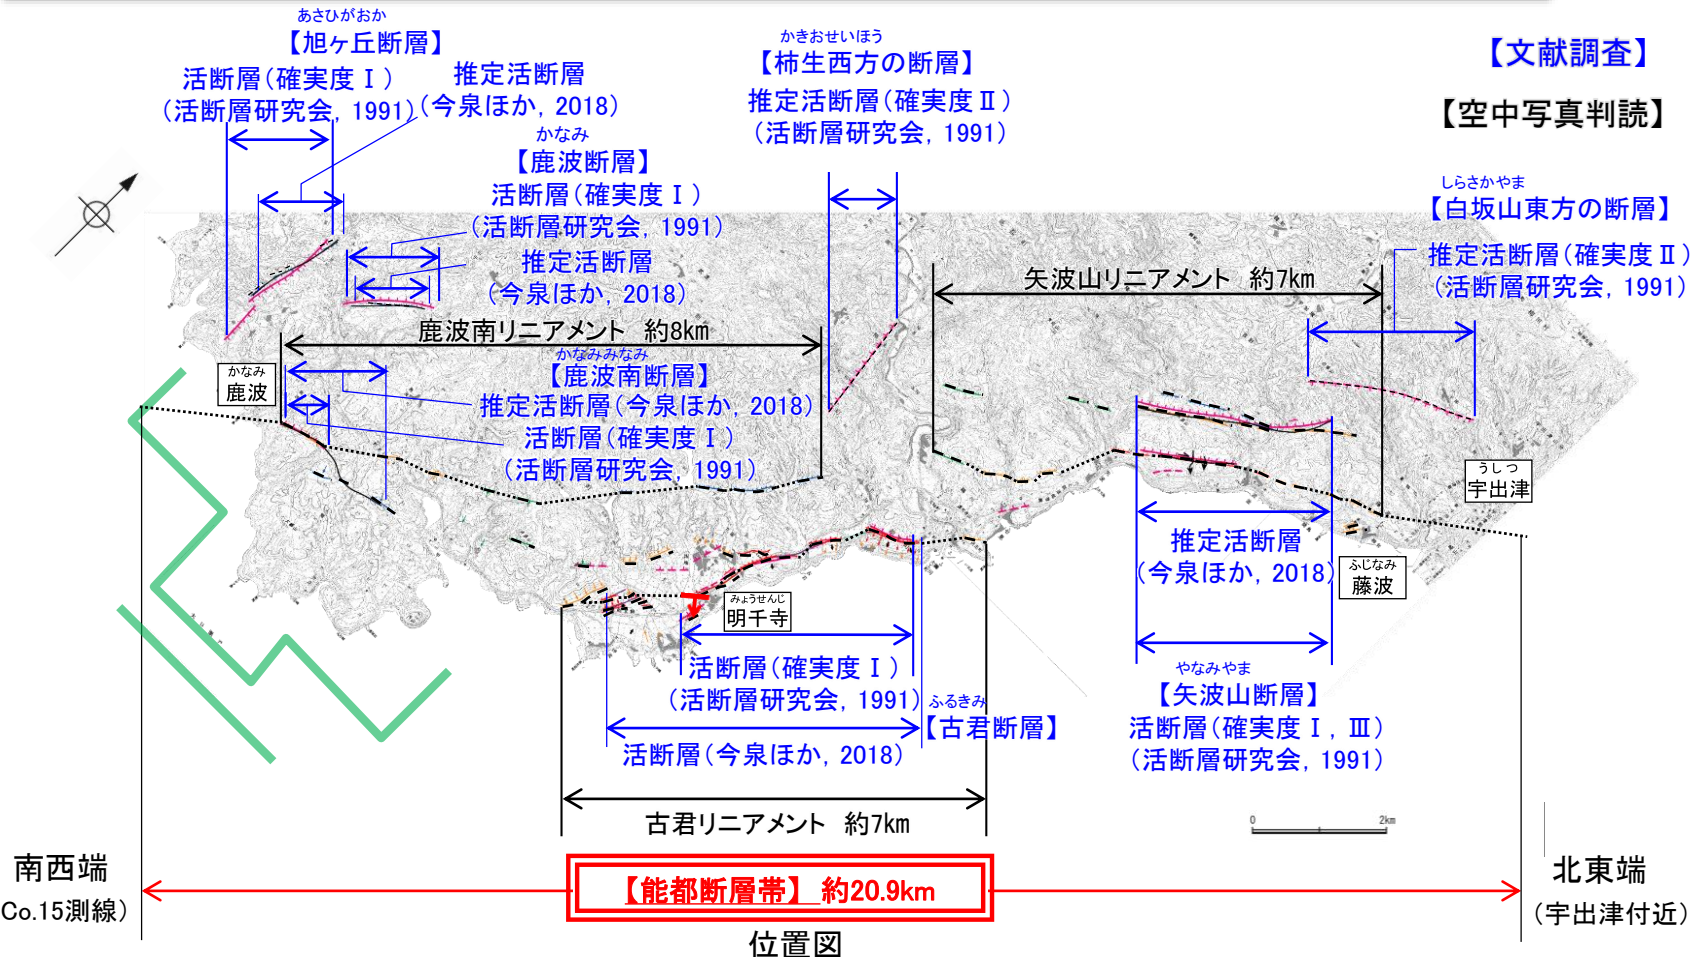 あさひがおか
【旭ヶ丘断層】
活断層(確実度Ⅰ)
(活断層研究会, 1991)
推定活断層
(今泉ほか, 2018)
かなみ
【鹿波断層】
活断層(確実度Ⅰ)
(活断層研究会, 1991)
推定活断層
(今泉ほか, 2018)
かきおせいほう
【柿生西方の断層】
推定活断層(確実度Ⅱ)
(活断層研究会, 1991)
【文献調査】
【空中写真判読】
しらさかやま
【白坂山東方の断層】
推定活断層(確実度Ⅱ)
(活断層研究会, 1991)
矢波山リニアメント 約7km
鹿波南リニアメント 約8km
かなみ
鹿波
かなみみなみ
【鹿波南断層】
推定活断層(今泉ほか, 2018)
活断層(確実度Ⅰ)
(活断層研究会, 1991)
うしつ
宇出津
推定活断層
(今泉ほか, 2018)
ふじなみ
藤波
みょうせんじ
明千寺
活断層(確実度Ⅰ)
(活断層研究会, 1991)
ふるきみ
【古君断層】
活断層(今泉ほか, 2018)
やなみやま
【矢波山断層】
活断層(確実度Ⅰ, Ⅲ)
(活断層研究会, 1991)
古君リニアメント 約7km
0 2km
南西端
Co.15測線)
【能都断層帯】 約20.9km
北東端
(宇出津付近)
位置図